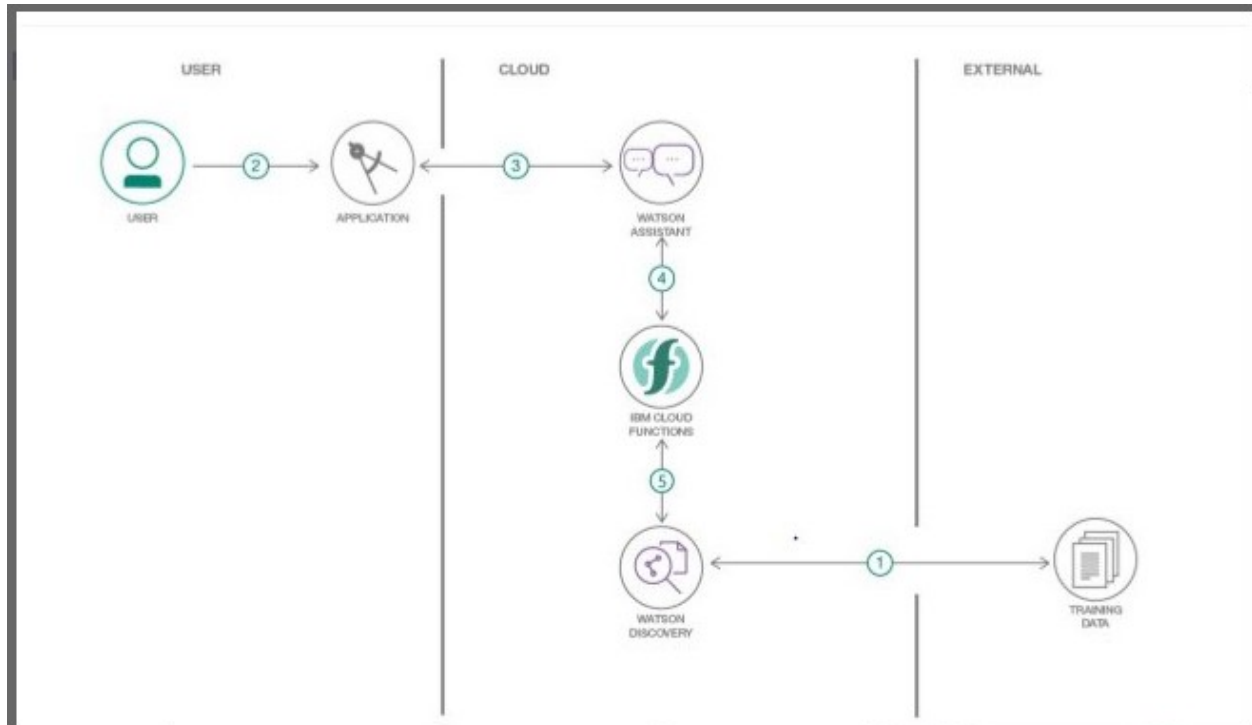 USER
CLOUD
EXTERNAL
2
3
USER
APPLICATION
WATSON
ASSISTANT
4
IBM CLOUD
FUNCTIONS
5
1
WATSON
DISCOVERY
TRAINING
DATA